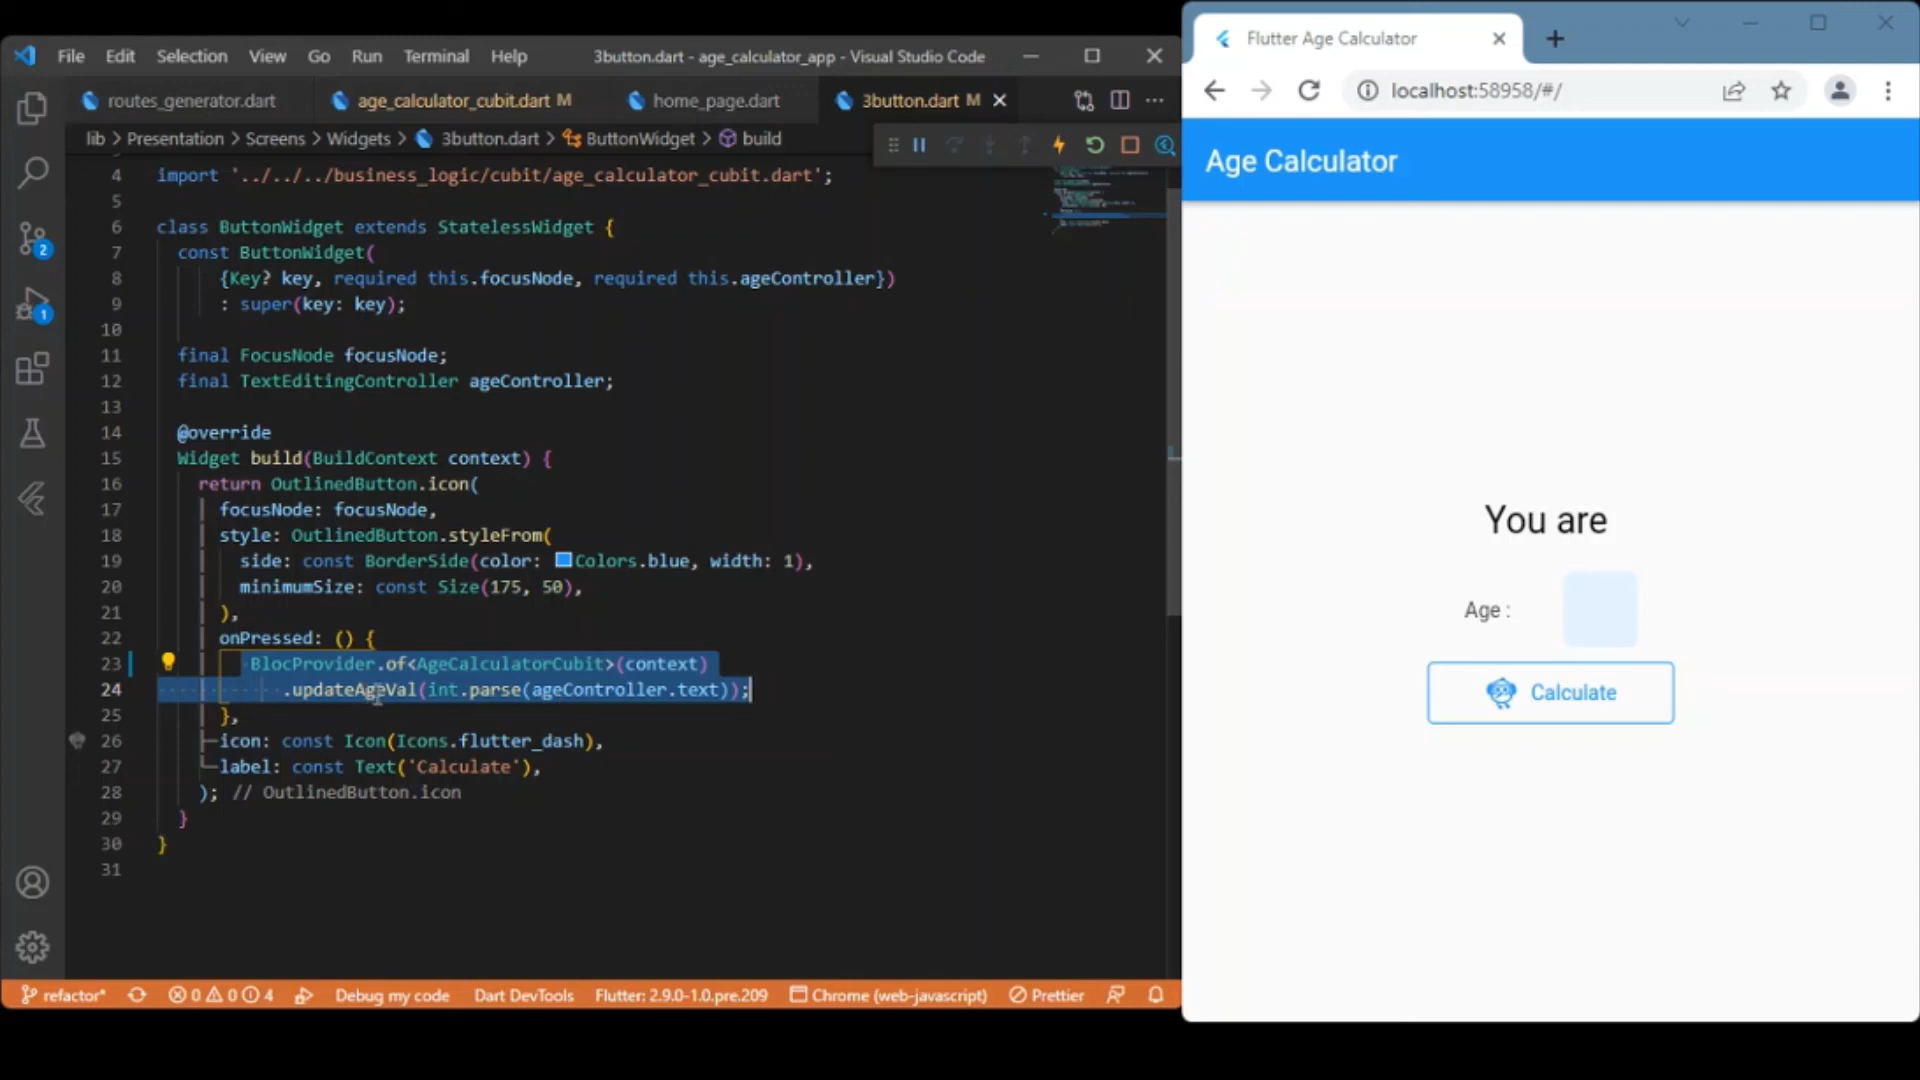 File Edit Selection View Go Run Terminal Help 3button.dart - age_calculator_app - Visual Studio Code
routes_generator.dart age_calculator_cubit.dart M home_page.dart 3button.dart M
lib > Presentation > Screens > Widgets > 3button.dart > ButtonWidget > build
4 import '../../../business_logic/cubit/age_calculator_cubit.dart';
5
6 class ButtonWidget extends StatelessWidget {
7 const ButtonWidget(
8 {Key? key, required this.focusNode, required this.ageController})
9 : super(key: key);
10
11 final FocusNode focusNode;
12 final TextEditingController ageController;
13
14 @override
15 Widget build(BuildContext context) {
16 return OutlinedButton.icon(
17 focusNode: focusNode,
18 style: OutlinedButton.styleFrom(
19 side: const BorderSide(color: Colors.blue, width: 1),
20 minimumSize: const Size(175, 50),
21 ),
22 onPressed: () {
23 BlocProvider.of<AgeCalculatorCubit>(context)
24 .updateAgeVal(int.parse(ageController.text));
25 },
26 icon: const Icon(Icons.flutter_dash),
27 label: const Text('Calculate'),
28 ); // OutlinedButton.icon
29 }
30 }
31
2
1
refactor* 0 0 4 Debug my code Dart DevTools Flutter: 2.9.0-1.0.pre.209 Chrome (web-javascript) Prettier
Flutter Age Calculator
localhost:58958/#/
Age Calculator
You are
Age :
Calculate